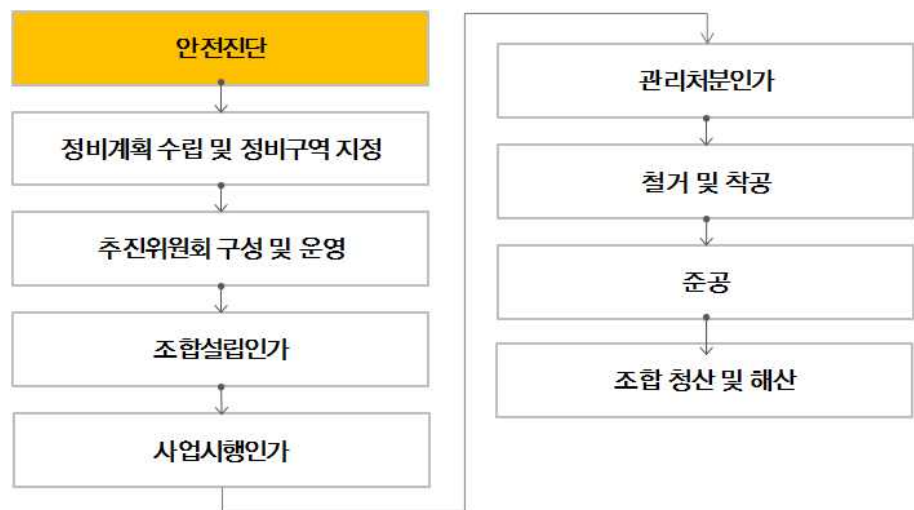 안전진단
정비계획 수립 및 정비구역 지정
추진위원회 구성 및 운영
조합설립인가
사업시행인가
관리처분인가
철거 및 착공
준공
조합 청산 및 해산